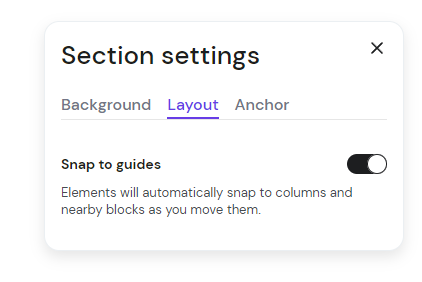 Section settings
Background Layout Anchor
Snap to guides
Elements will automatically snap to columns and
nearby blocks as you move them.